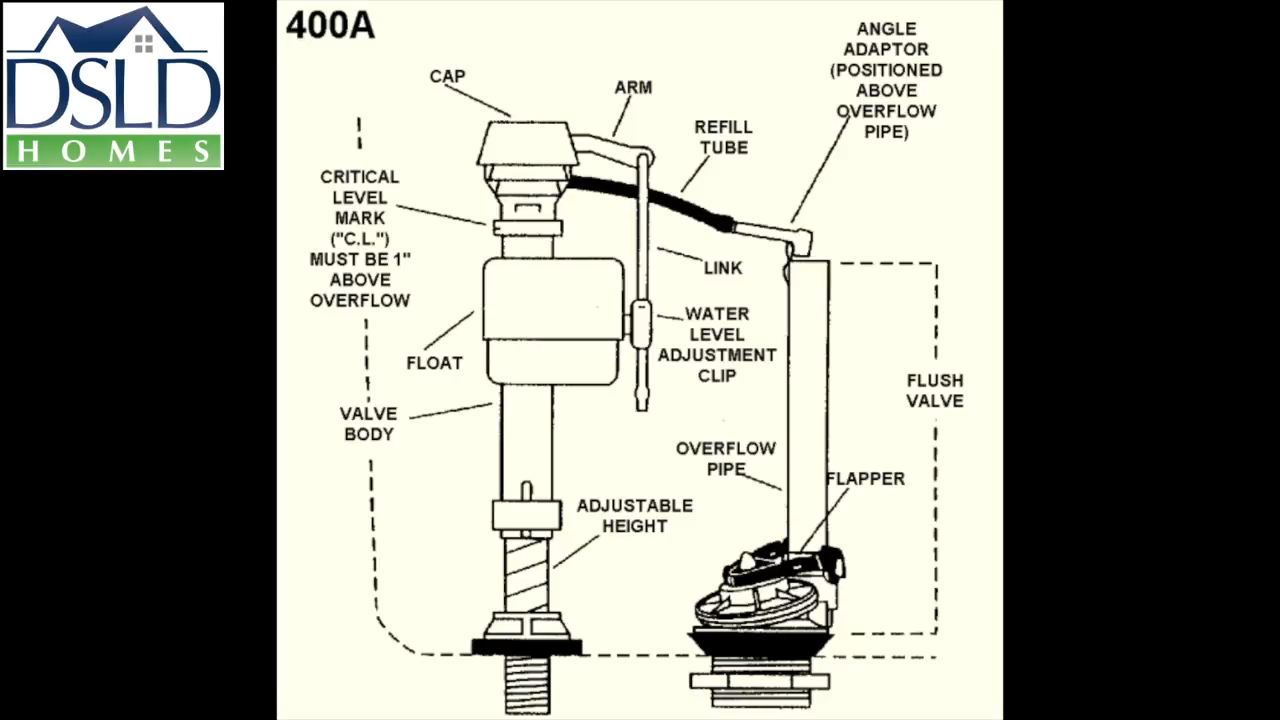 DSLD
HOMES
400A
CAP
ARM
REFILL
TUBE
ANGLE
ADAPTOR
(POSITIONED
ABOVE
OVERFLOW
PIPE)
CRITICAL
LEVEL
MARK
("C.L.")
MUST BE 1"
ABOVE
OVERFLOW
LINK
WATER
LEVEL
ADJUSTMENT
CLIP
FLOAT
FLUSH
VALVE
VALVE
BODY
OVERFLOW
PIPE
FLAPPER
ADJUSTABLE
HEIGHT